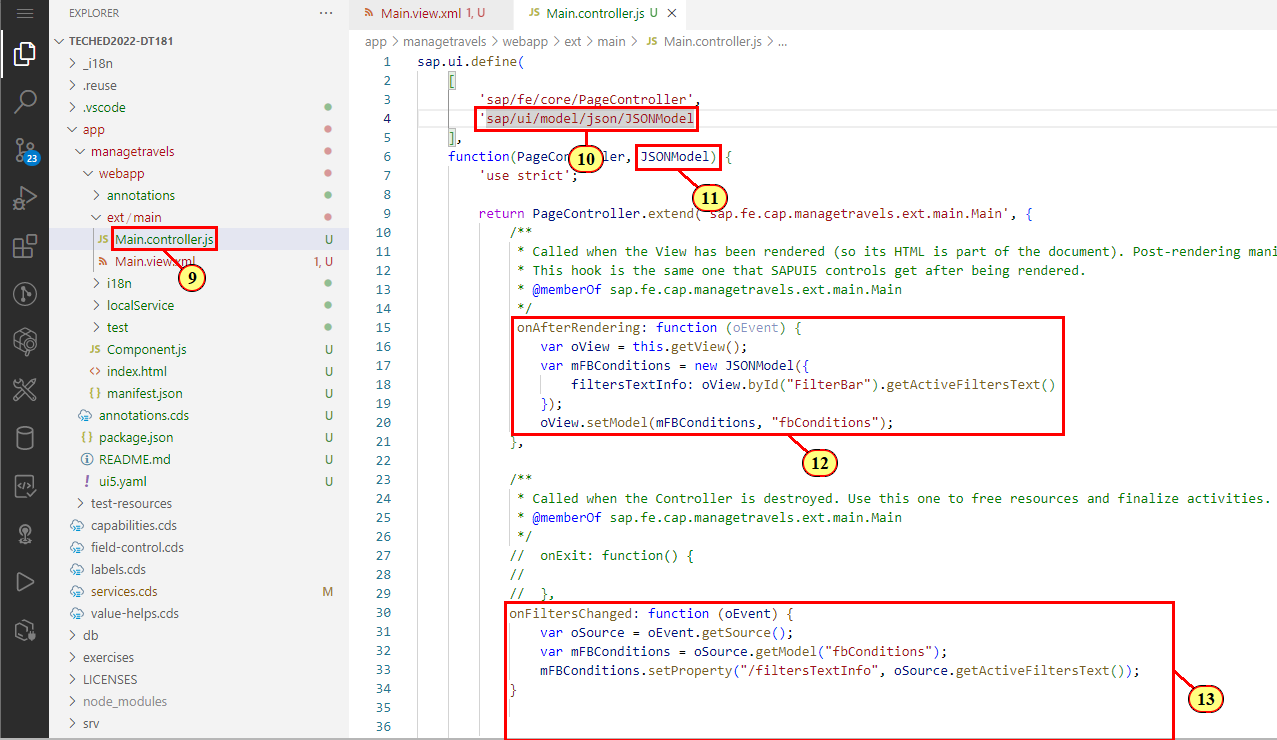 EXPLORER
...
TECHED2022-DT181
_i18n
.reuse
.vscode
app
managetravels
webapp
annotations
ext / main
JS Main.controller.js U
Main.view.xml 1, U
9
i18n
localService
test
JS Component.js U
<> index.html U
{} manifest.json U
annotations.cds U
{} package.json U
README.md U
! ui5.yaml U
test-resources
capabilities.cds
field-control.cds
labels.cds
services.cds M
value-helps.cds
db
exercises
LICENSES
node_modules
srv
23
Main.view.xml 1, U
JS Main.controller.js U ×
app > managetravels > webapp > ext > main > JS Main.controller.js > ...
1 sap.ui.define(
2 [
3 'sap/fe/core/PageController',
4 'sap/ui/model/json/JSONModel
5 ],
10
6 function(PageCo ler, JSONModel) {
7 'use strict';
11
8
9 return PageController.extend( sap.fe.cap.managetravels.ext.main.Main', {
10 /**
11 * Called when the View has been rendered (so its HTML is part of the document). Post-rendering mani
12 * This hook is the same one that SAPUI5 controls get after being rendered.
13 * @memberOf sap.fe.cap.managetravels.ext.main.Main
14 */
15 onAfterRendering: function (oEvent) {
16 var oView = this.getView();
17 var mFBConditions = new JSONModel({
18 filtersTextInfo: oView.byId("FilterBar").getActiveFiltersText()
19 });
20 oView.setModel(mFBConditions, "fbConditions");
21 },
12
22
23 /**
24 * Called when the Controller is destroyed. Use this one to free resources and finalize activities.
25 * @memberOf sap.fe.cap.managetravels.ext.main.Main
26 */
27 // onExit: function() {
28 //
29 // },
30 onFiltersChanged: function (oEvent) {
31 var oSource = oEvent.getSource();
32 var mFBConditions = oSource.getModel("fbConditions");
33 mFBConditions.setProperty("/filtersTextInfo", oSource.getActiveFiltersText());
34 }
13
35
36